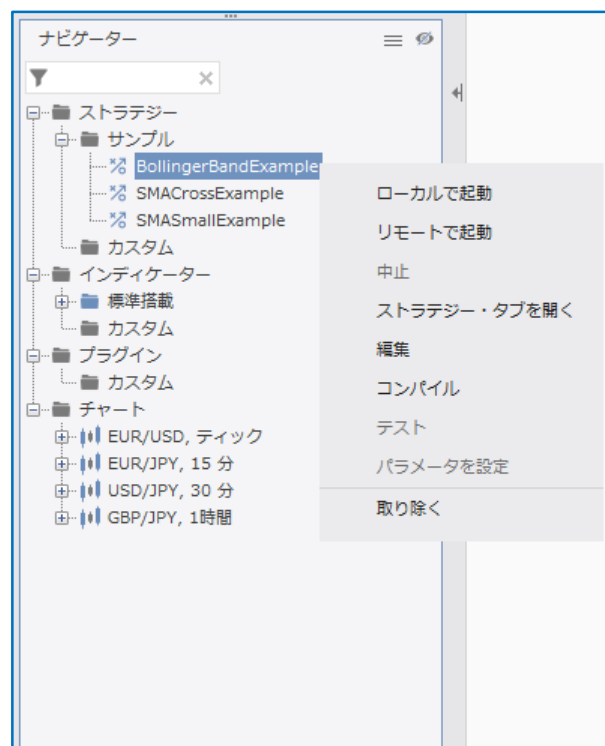 ナビゲーター
ストラテジー
サンプル
BollingerBandExample
SMACrossExample
SMASmallExample
カスタム
インディケーター
標準搭載
カスタム
プラグイン
カスタム
チャート
EUR/USD, ティック
EUR/JPY, 15 分
USD/JPY, 30 分
GBP/JPY, 1時間
ローカルで起動
リモートで起動
中止
ストラテジー・タブを開く
編集
コンパイル
テスト
パラメータを設定
取り除く